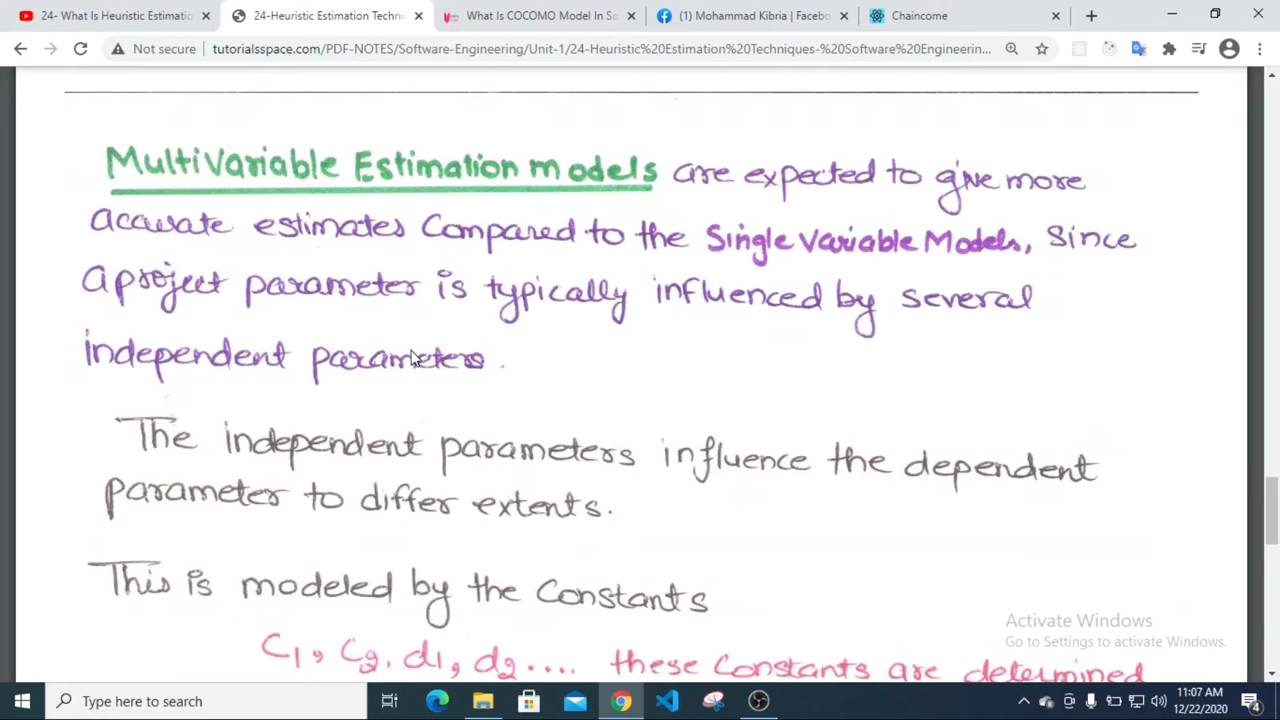 24- What Is Heuristic Estimatio
24-Heuristic Estimation Techni
What Is COCOMO Model In So
(1) Mohammad Kibria | Facebo
Chaincome
Not secure
tutorialsspace.com/PDF-NOTES/Software-Engineering/Unit-1/24-Heuristic%20Estimation%20Techniques-%20Software%20Engineerin...
MultiVariable Estimation models are expected to give more
accurate estimates Compared to the Single Variable Models, Since
a project parameter is typically influenced by several
independent parameters.
The independent parameters influence the dependent
parameter to differ extents.
This is modeled by the Constants
C1, C2, d1, d2 .... these Constants are determined
Activate Windows
Go to Settings to activate Windows.
Type here to search
11:07 AM
12/22/2020
4